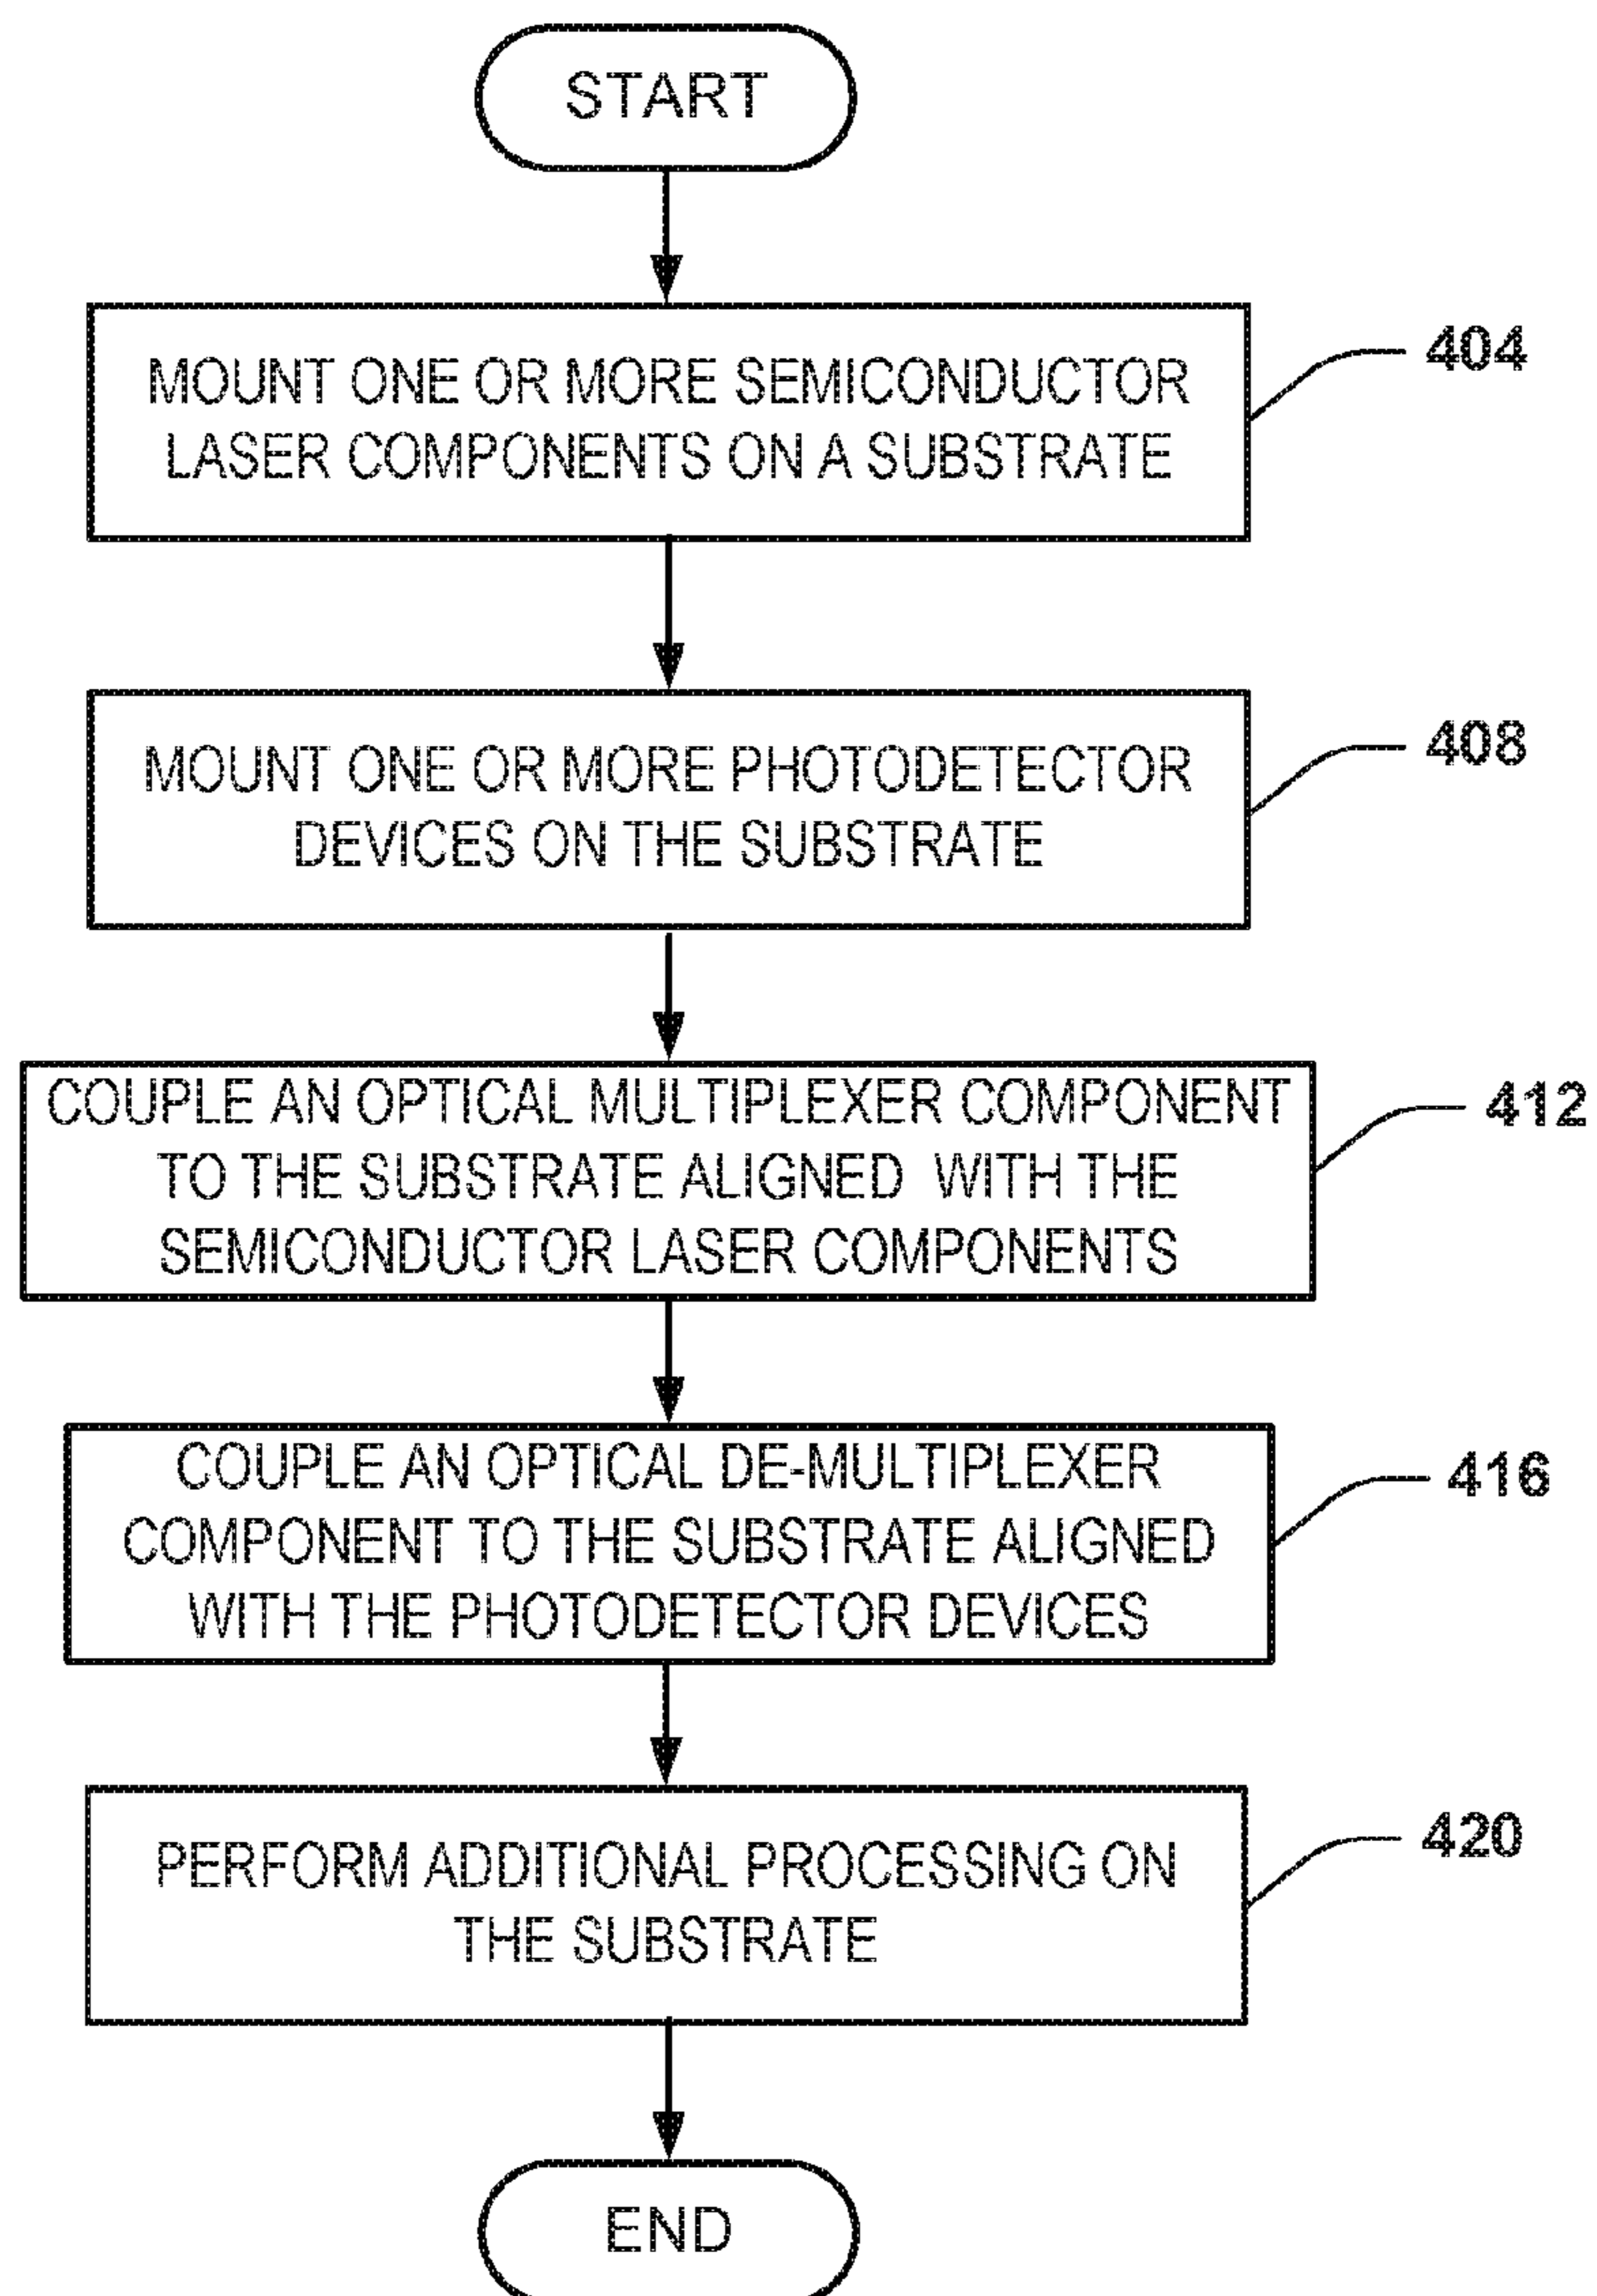 START
MOUNT ONE OR MORE SEMICONDUCTOR
LASER COMPONENTS ON A SUBSTRATE
404
MOUNT ONE OR MORE PHOTODETECTOR
DEVICES ON THE SUBSTRATE
408
COUPLE AN OPTICAL MULTIPLEXER COMPONENT
TO THE SUBSTRATE ALIGNED WITH THE
SEMICONDUCTOR LASER COMPONENTS
412
COUPLE AN OPTICAL DE-MULTIPLEXER
COMPONENT TO THE SUBSTRATE ALIGNED
WITH THE PHOTODETECTOR DEVICES
416
PERFORM ADDITIONAL PROCESSING ON
THE SUBSTRATE
420
END